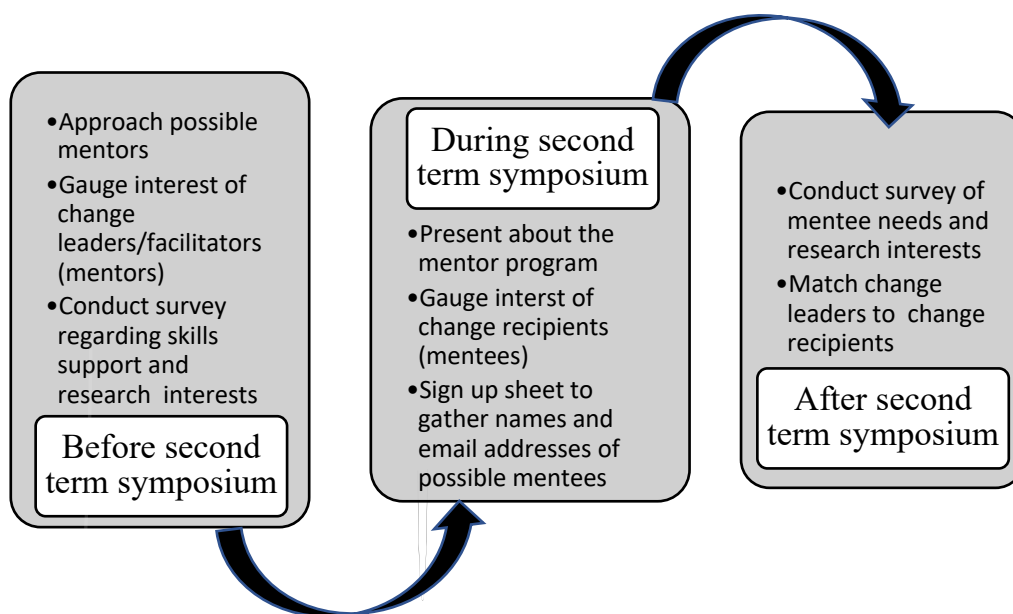 •Approach possible
mentors
•Gauge interest of
change
leaders/facilitators
(mentors)
•Conduct survey
regarding skills
support and
research interests
Before second
term symposium
During second
term symposium
•Present about the
mentor program
•Gauge interst of
change recipients
(mentees)
•Sign up sheet to
gather names and
email addresses of
possible mentees
•Conduct survey of
mentee needs and
research interests
•Match change
leaders to change
recipients
After second
term symposium